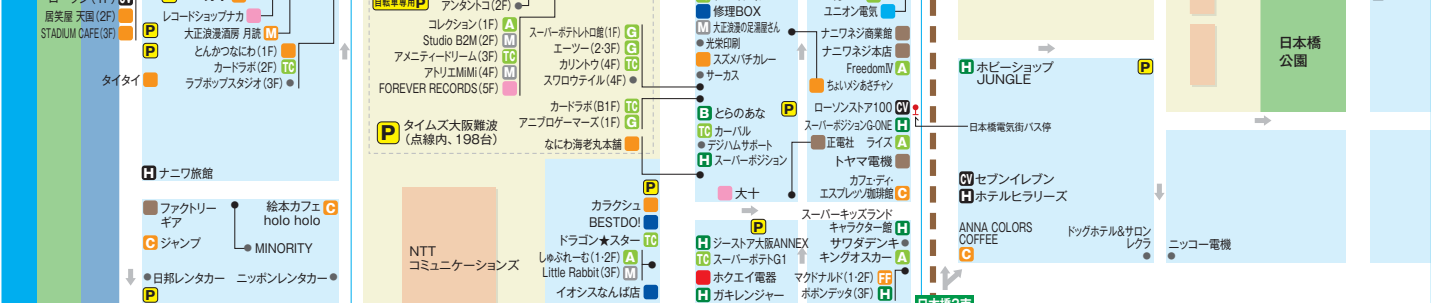 居笑屋 天国(2F)
STADIUM CAFE(3F)
レコードショップナカ
P
大正浪漫酒房 月読 M
P
とんかつなにわ(1F)
カードラボ(2F) TC
タイタイ
ラブポップスタジオ(3F)
H ナニワ旅館
ファクトリー
ギア
C ジャンプ
絵本カフェ C
holo holo
MINORITY
日邦レンタカー
ニッポンレンタカー
P
自転車専用P
アンタントコ(2F)
コレクション(1F) A
Studio B2M(2F) M
アメニティードリーム(3F) TC
アトリエMiMi(4F) M
FOREVER RECORDS(5F)
スーパーポテトレトロ館(1F) G
エーツー(2・3F) G
カリントウ(4F) TC
スワロウテイル(4F)
カードラボ(B1F) TC
アニブロゲーマーズ(1F) G
P タイムズ大阪難波
(点線内、198台)
なにわ海老丸本舗
NTT
コミュニケーションズ
P
カラクシュ
BESTDO!
ドラゴン★スター TC
しゅぶれーむ(1・2F) A
Little Rabbit(3F) M
イオシスなんば店
修理BOX
M 大正浪漫の足湯屋さん
光栄印刷
スズメバチカレー
サーカス
B とらのあな
P
TC カーバル
デジハムサポート
H スーパーポジション
大十
P
H ジーストア大阪ANNEX
TC スーパーポテトG1
ホクエイ電器
H ガキレンジャー
ユニオン電気
ナニワネジ商業館
ナニワネジ本店
FreedomⅣ A
ちょいメシあさチャン
ローソンストア100 CV
スーパーポジションG-ONE H
正電社
ライズ A
トヤマ電機
カフェ・ディ・
エスプレッソ珈琲館 C
スーパーキッズランド
キャラクター館 H
サワダデンキ
キングオスカー A
マクドナルド(1・2F) FF
ポポンデッタ(3F) H
H ホビーショップ
JUNGLE
P
日本橋電気街バス停
CV セブンイレブン
H ホテルヒラリーズ
ANNA COLORS
COFFEE
C
ドッグホテル&サロン
レクラ
ニッコー電機
日本橋
公園